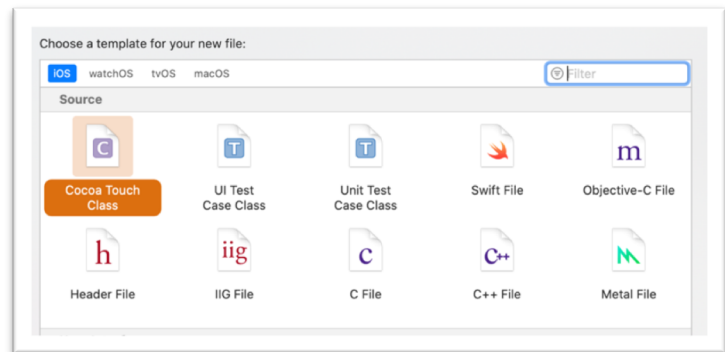 Choose a template for your new file:
iOS watchOS tvOS macOS Filter
Source
C T T m
Cocoa Touch Class UI Test Case Class Unit Test Case Class Swift File Objective-C File
h iig c C++
Header File IIG File C File C++ File Metal File